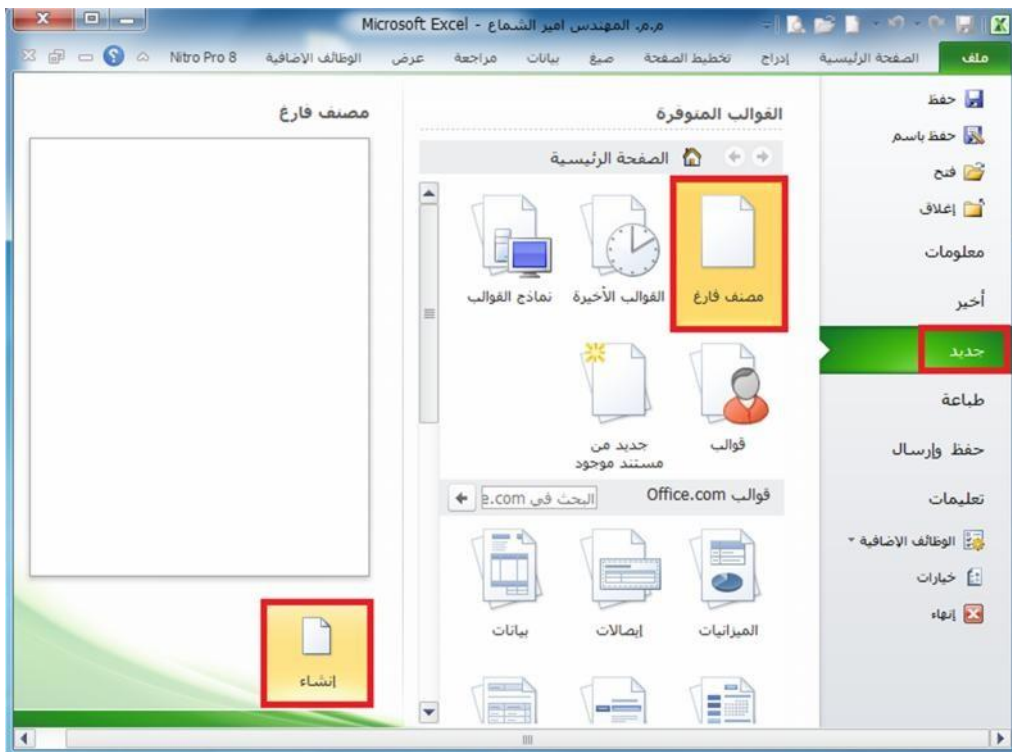 م.م. المهندس امير الشماع - Microsoft Excel
ملف الصفحة الرئيسية إدراج تخطيط الصفحة صيغ بيانات مراجعة عرض الوظائف الإضافية Nitro Pro 8
حفظ
حفظ باسم
فتح
إغلاق
معلومات
أخير
جديد
طباعة
حفظ وإرسال
تعليمات
الوظائف الإضافية
خيارات
إنهاء
القوالب المتوفرة
الصفحة الرئيسية
مصنف فارغ
القوالب الأخيرة
نماذج القوالب
قوالب
جديد من
مستند موجود
قوالب Office.com
البحث في e.com
الميزانيات
إيصالات
بيانات
مصنف فارغ
إنشاء